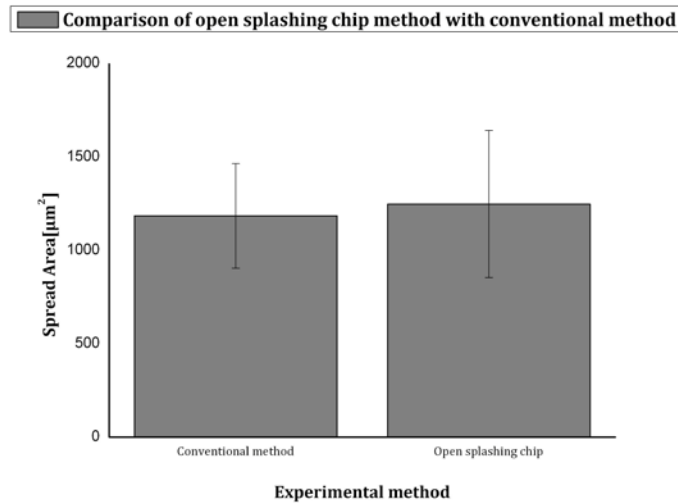 Comparison of open splashing chip method with conventional method
2000
1500
1000
500
0
Spread Area[µm²]
Conventional method Open splashing chip
Experimental method